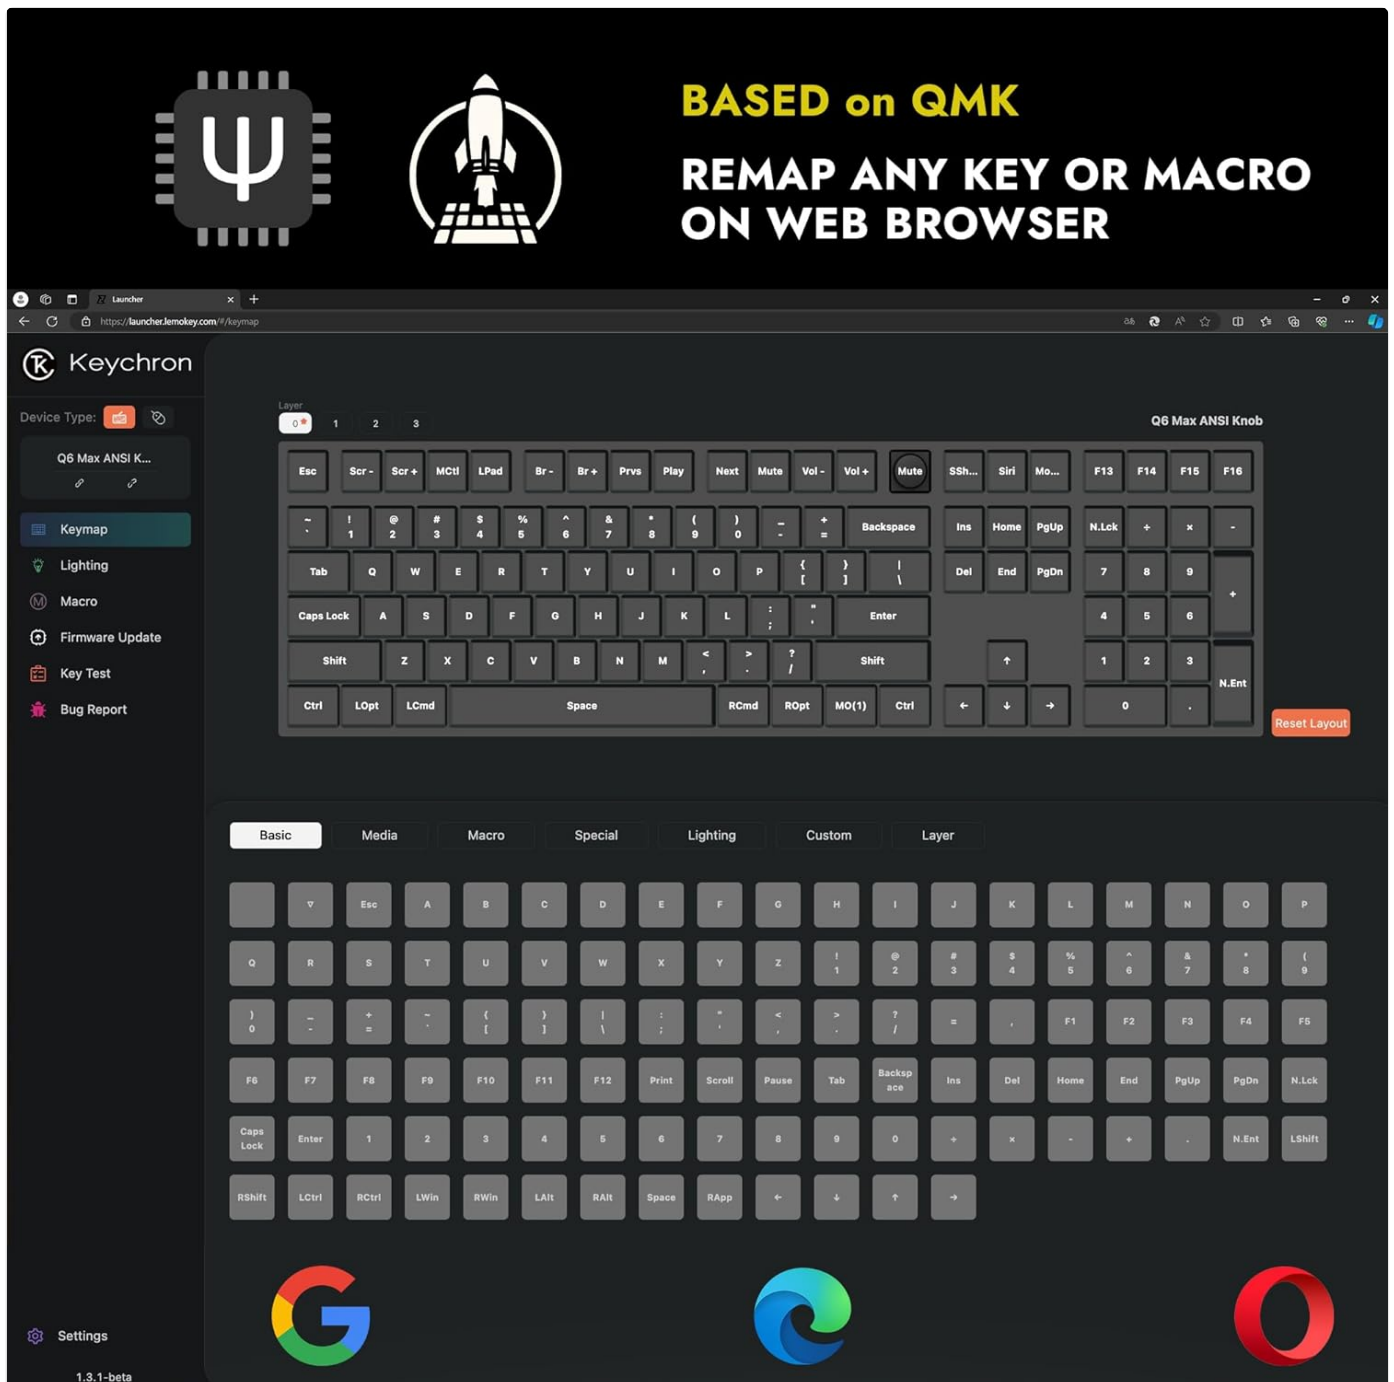 BASED on QMK
REMAP ANY KEY OR MACRO
ON WEB BROWSER
Launcher
https://launcher.lemokey.com/#/keymap
Keychron
Device Type:
Q6 Max ANSI K...
Keymap
Lighting
Macro
Firmware Update
Key Test
Bug Report
Settings
1.3.1-beta
Layer
0 1 2 3
Q6 Max ANSI Knob
Esc Scr - Scr + MCtl LPad Br - Br + Prvs Play Next Mute Vol - Vol + Mute SSh... Siri Mo... F13 F14 F15 F16
~ ! @ # $ % ^ & * ( ) _ +
` 1 2 3 4 5 6 7 8 9 0 - = Backspace Ins Home PgUp N.Lck ÷ × -
Tab Q W E R T Y U I O P { [ } ] | \ Del End PgDn 7 8 9 +
Caps Lock A S D F G H J K L : ; " ' Enter 4 5 6
Shift Z X C V B N M < , > . ? / Shift ↑ 1 2 3 N.Ent
Ctrl LOpt LCmd Space RCmd ROpt MO(1) Ctrl ← ↓ → 0 .
Reset Layout
Basic Media Macro Special Lighting Custom Layer
▽ Esc A B C D E F G H I J K L M N O P
Q R S T U V W X Y Z ! 1 @ 2 # 3 $ 4 % 5 ^ 6 & 7 * 8 ( 9
) 0 _ - + = ~ ` { [ } ] | \ : ; " ' < , > . ? / = , F1 F2 F3 F4 F5
F6 F7 F8 F9 F10 F11 F12 Print Scroll Pause Tab Backsp ace Ins Del Home End PgUp PgDn N.Lck
Caps Lock Enter 1 2 3 4 5 6 7 8 9 0 ÷ × - + . N.Ent LShift
RShift LCtrl RCtrl LWin RWin LAlt RAlt Space RApp ← ↓ ↑ →